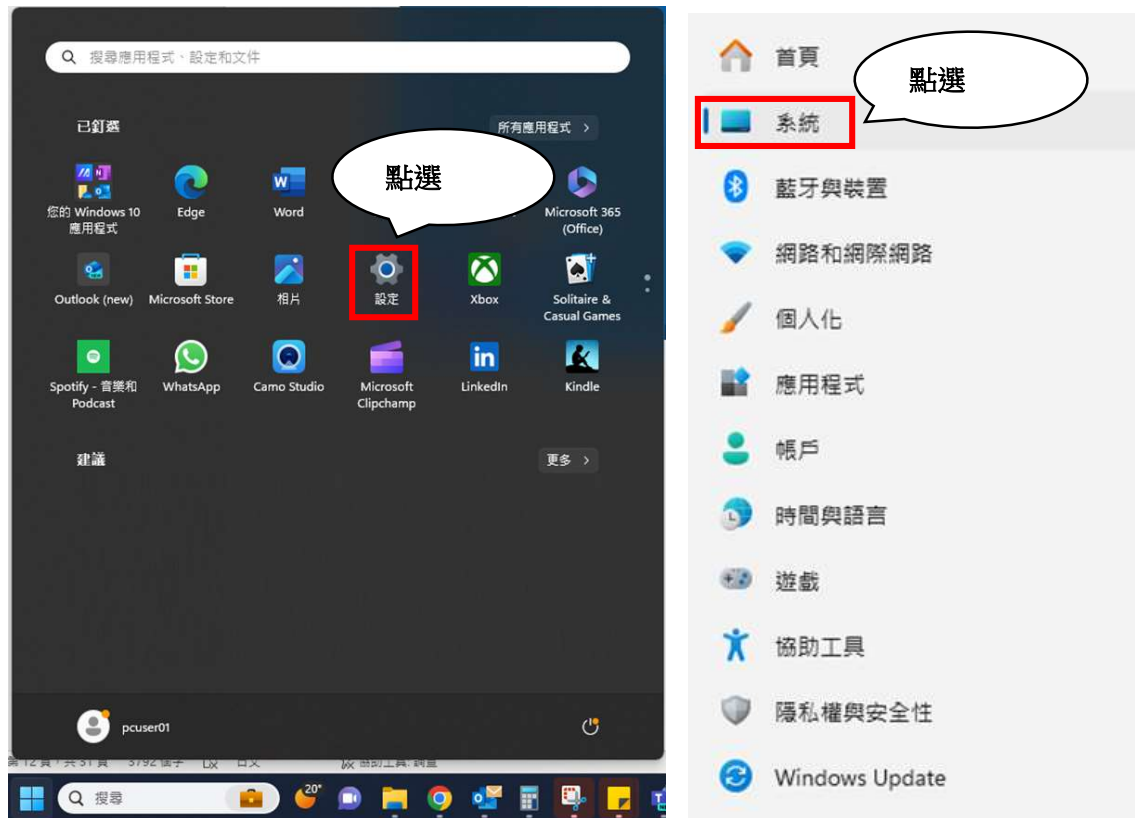 搜尋應用程式、設定和文件
已釘選
所有應用程式 >
點選
您的 Windows 10
應用程式
Edge
Word
Microsoft 365
(Office)
Outlook (new)
Microsoft Store
相片
設定
Xbox
Solitaire &
Casual Games
Spotify - 音樂和
Podcast
WhatsApp
Camo Studio
Microsoft
Clipchamp
LinkedIn
Kindle
建議
更多 >
pcuser01
搜尋
20°
首頁
點選
系統
藍牙與裝置
網路和網際網路
個人化
應用程式
帳戶
時間與語言
遊戲
協助工具
隱私權與安全性
Windows Update